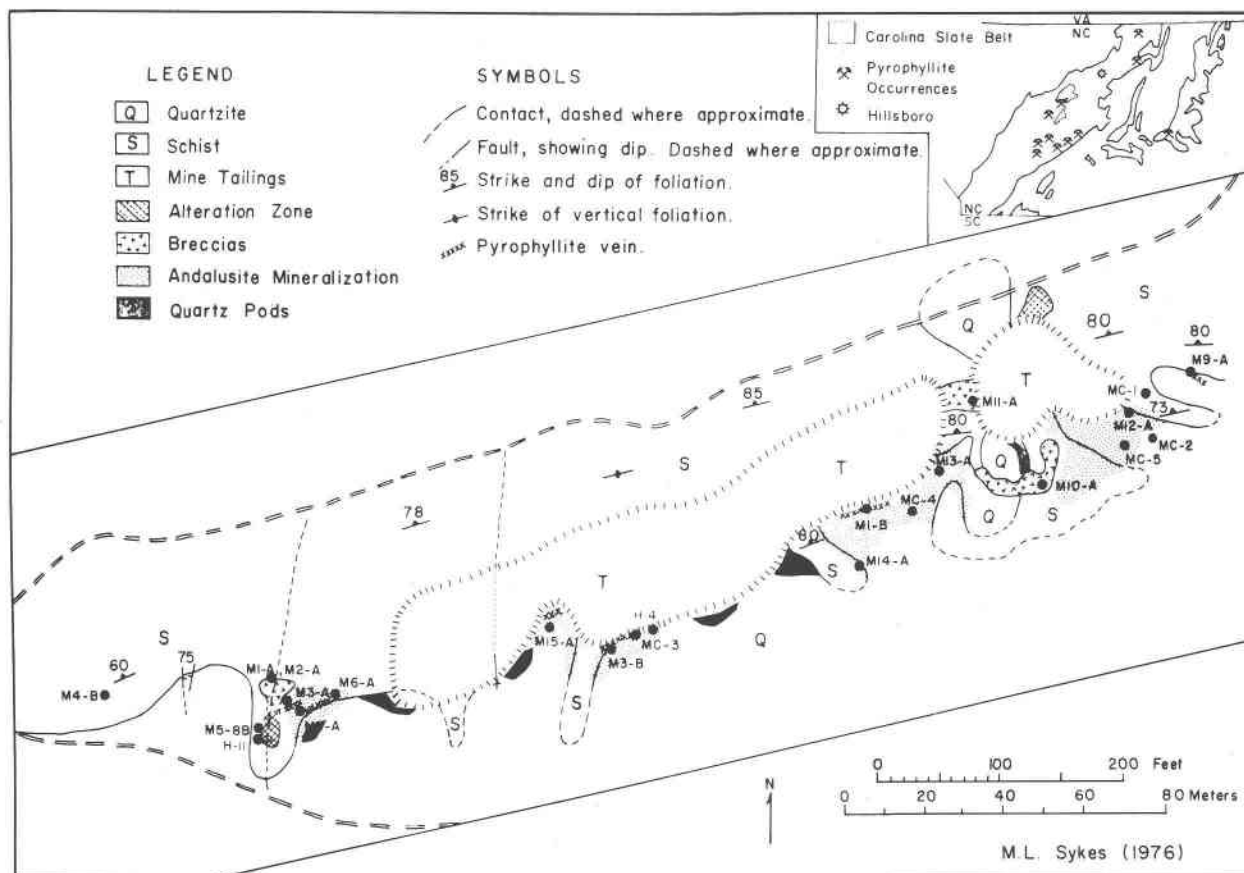 LEGEND
Q Quartzite
S Schist
T Mine Tailings
Alteration Zone
Breccias
Andalusite Mineralization
Quartz Pods
SYMBOLS
Contact, dashed where approximate.
Fault, showing dip. Dashed where approximate.
85 Strike and dip of foliation.
Strike of vertical foliation.
Pyrophyllite vein.
Carolina Slate Belt
Pyrophyllite
Occurrences
Hillsboro
VA
NC
NC
SC
S
Q
80
80
M9-A
T
MC-1
85
M11-A
73
M12-A
80
MC-2
S
T
M13-A
Q
MC-5
M10-A
78
M1-B
MC-4
Q
S
80
M14-A
S
T
H-4
M15-A
MC-3
Q
M3-B
S
60
75
M1-A
M2-A
M4-B
M3-A
M6-A
S
M5-8B
S
H-11
0 100 200 Feet
N
0 20 40 60 80 Meters
M.L. Sykes (1976)